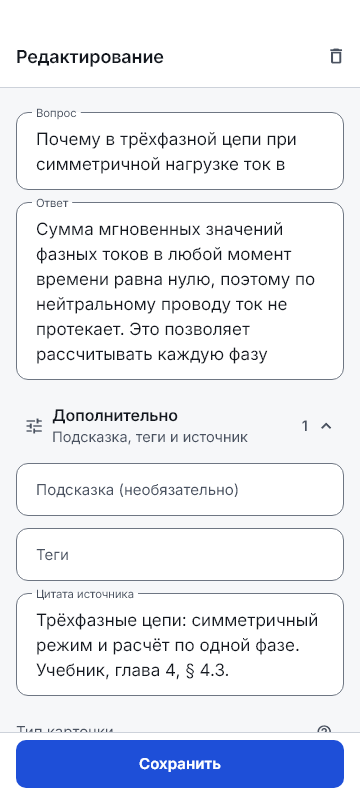 Редактирование
Вопрос
Почему в трёхфазной цепи при
симметричной нагрузке ток в
Ответ
Сумма мгновенных значений
фазных токов в любой момент
времени равна нулю, поэтому по
нейтральному проводу ток не
протекает. Это позволяет
рассчитывать каждую фазу
Дополнительно
1
Подсказка, теги и источник
Подсказка (необязательно)
Теги
Цитата источника
Трёхфазные цепи: симметричный
режим и расчёт по одной фазе.
Учебник, глава 4, § 4.3.
Тип карточки
Сохранить